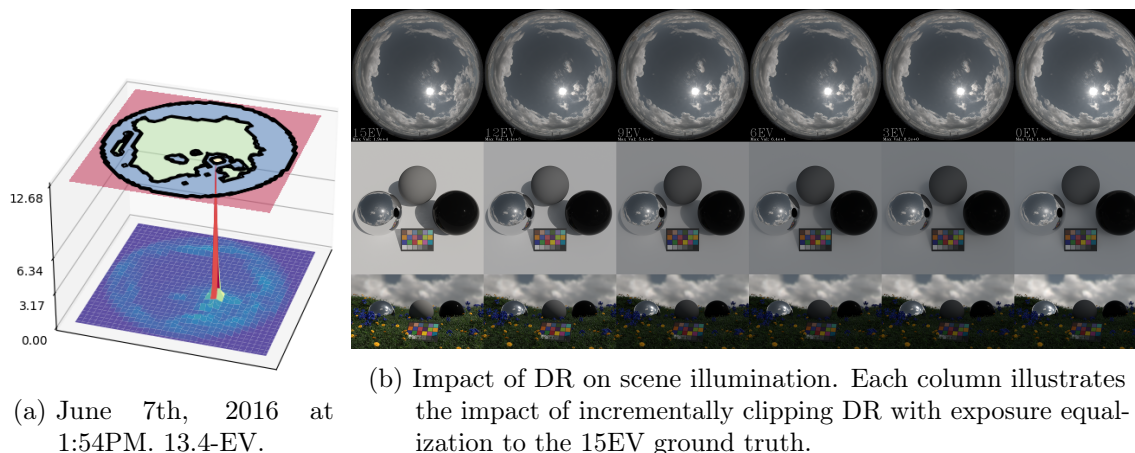 12.68
6.34
3.17
0.00
15EV
12EV
9EV
6EV
3EV
0EV
(a) June 7th, 2016 at
1:54PM. 13.4-EV.
(b) Impact of DR on scene illumination. Each column illustrates
the impact of incrementally clipping DR with exposure equal-
ization to the 15EV ground truth.